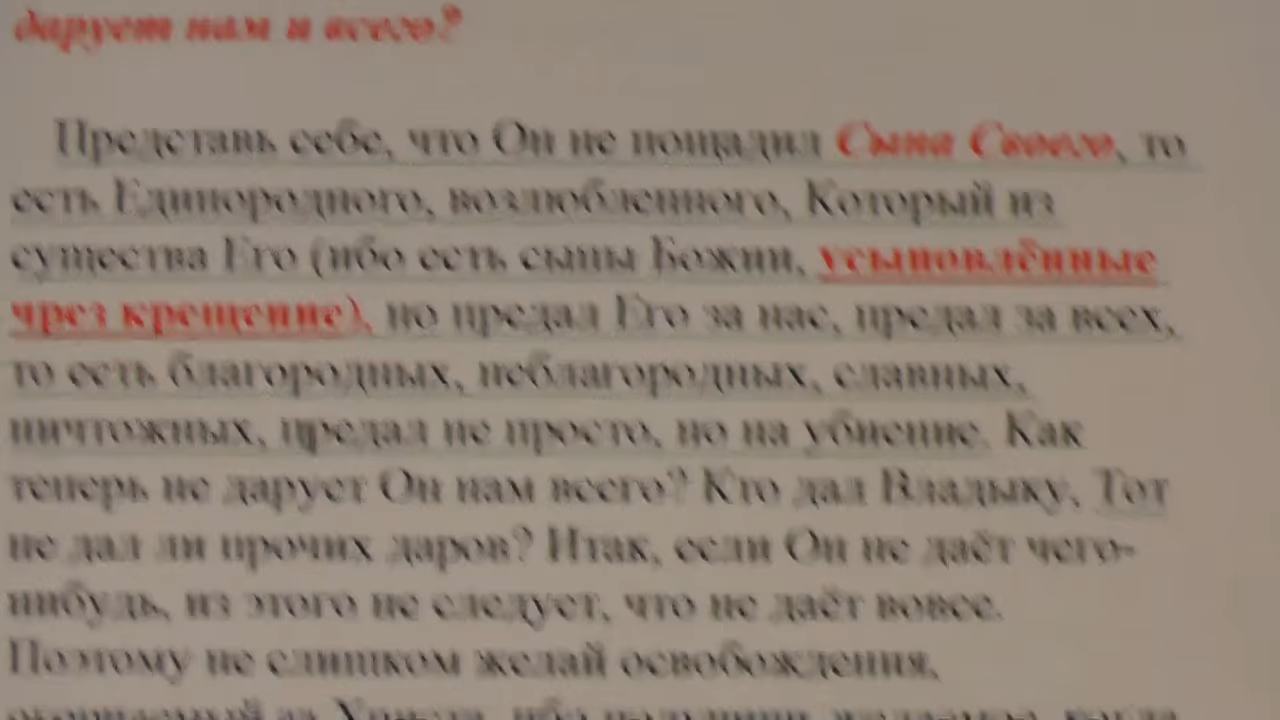 дарует нам и всего?
Представь себе, что Он не пощадил Сына Своего, то
есть Единородного, возлюбленного, Который из
существа Его (ибо есть сыны Божии, усыновлённые
чрез крещение), но предал Его за нас, предал за всех,
то есть благородных, неблагородных, славных,
ничтожных, предал не просто, но на убиение. Как
теперь не дарует Он нам всего? Кто дал Владыку, Тот
не дал ли прочих даров? Итак, если Он не даёт чего-
нибудь, из этого не следует, что не даёт вовсе.
Поэтому не слишком желай освобождения,
за Христа, ибо